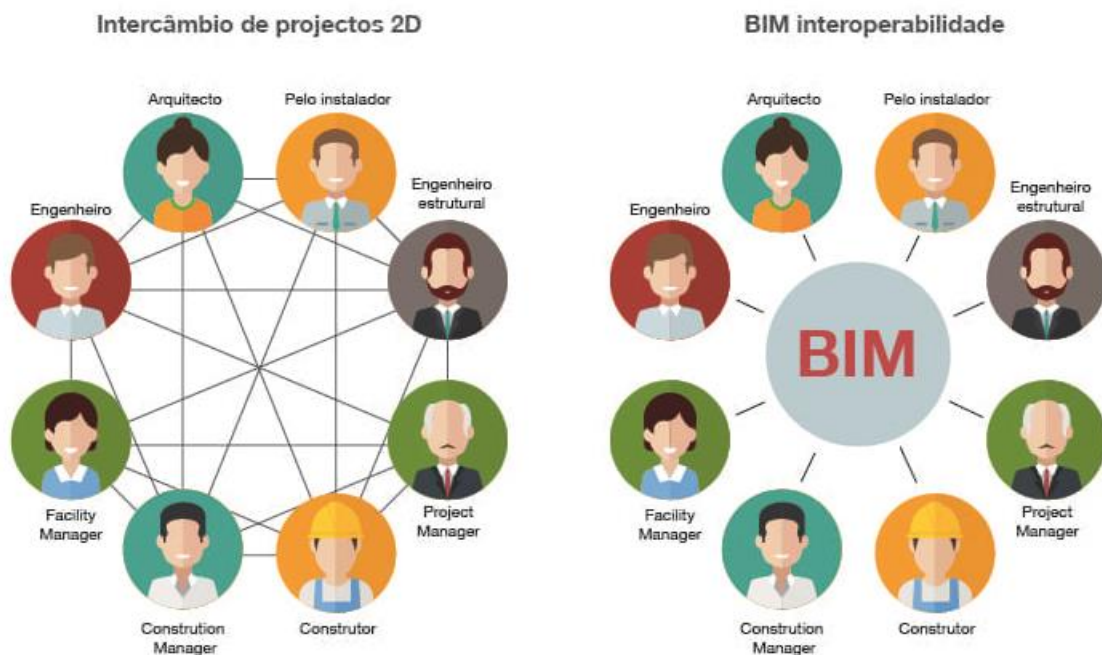 Intercâmbio de projectos 2D
Arquitecto
Pelo instalador
Engenheiro
Engenheiro
estrutural
Facility
Manager
Project
Manager
Constrution
Manager
Construtor
BIM interoperabilidade
Arquitecto
Pelo instalador
Engenheiro
Engenheiro
estrutural
BIM
Facility
Manager
Project
Manager
Constrution
Manager
Construtor